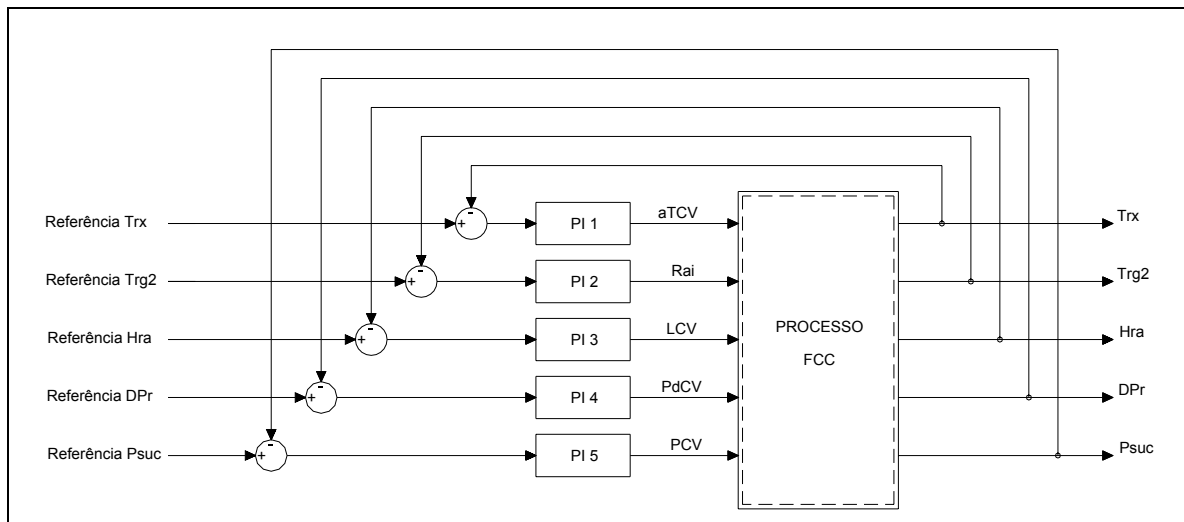 Referência Trx
+
-
PI 1
aTCV
Trx
Referência Trg2
+
-
PI 2
Rai
Trg2
Referência Hra
+
-
PI 3
LCV
Hra
Referência DPr
+
-
PI 4
PdCV
DPr
Referência Psuc
+
-
PI 5
PCV
Psuc
PROCESSO
FCC